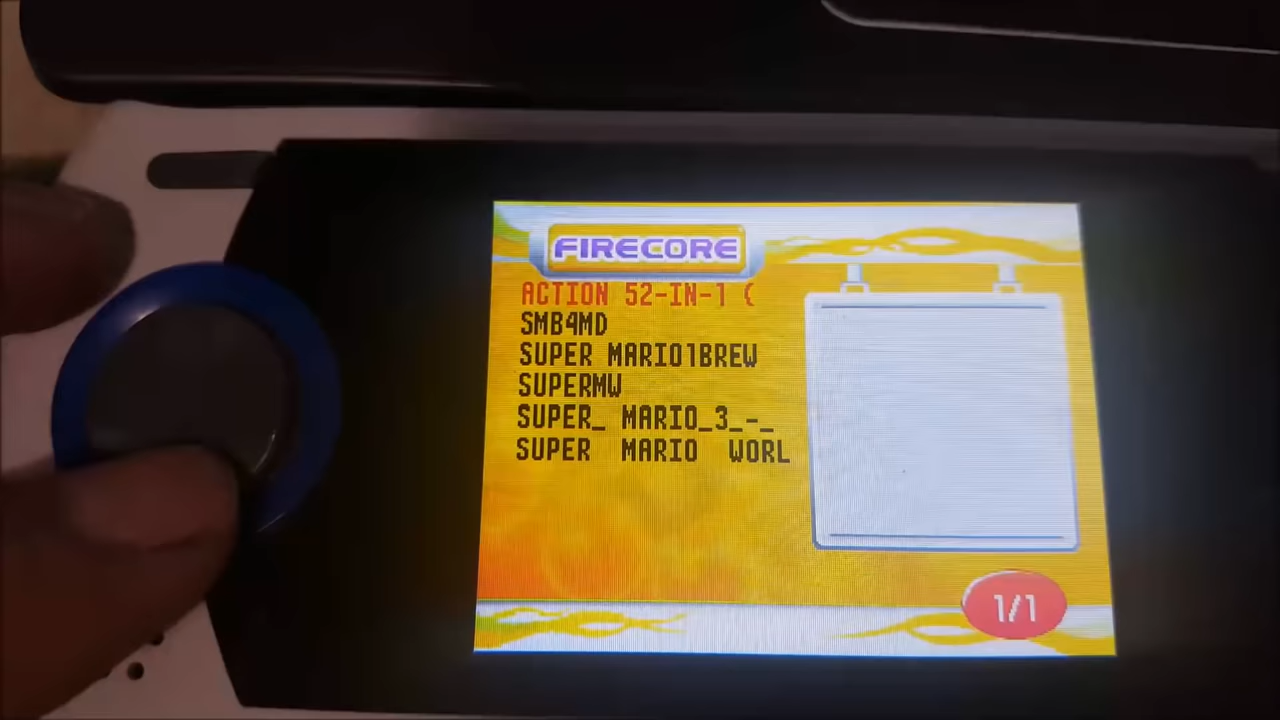 FIRECORE
ACTION 52-IN-1 (
SMB4MD
SUPER MARIO1BREW
SUPERMW
SUPER_ MARIO_3_-_
SUPER MARIO WORL
1/1